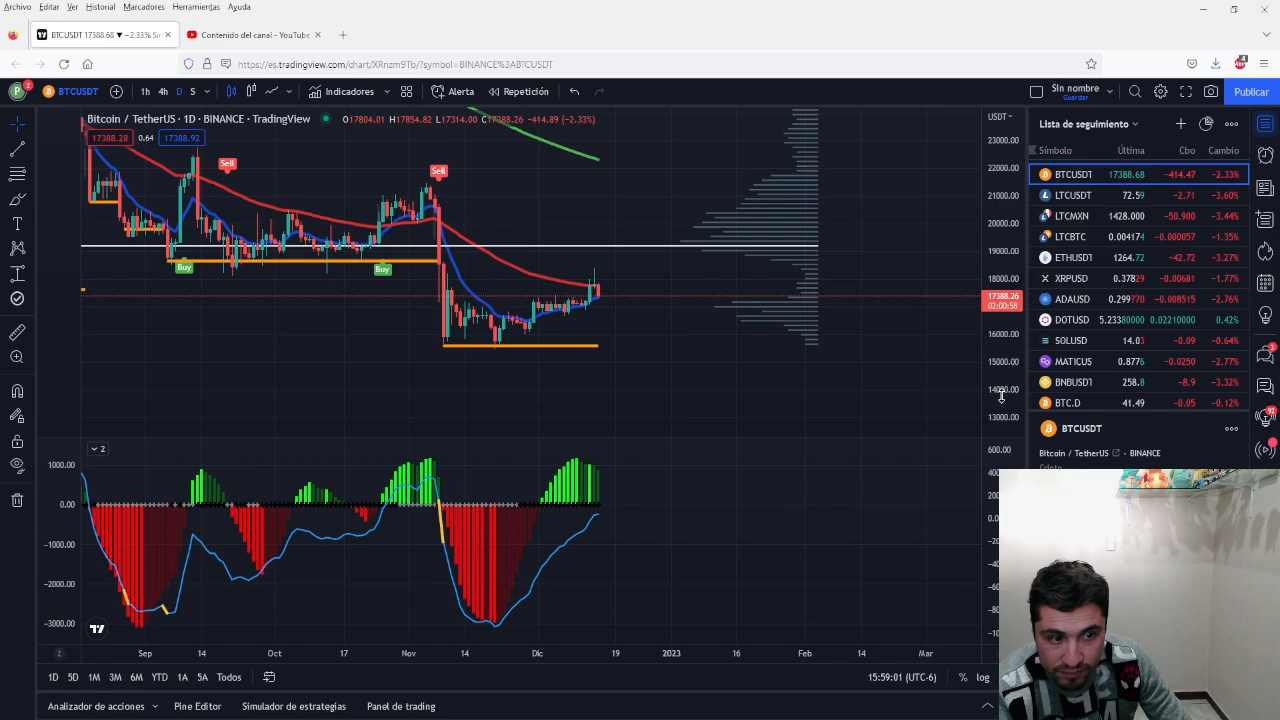 Archivo Editar Ver Historial Marcadores Herramientas Ayuda
BTCUSDT 17388.68 ▼ −2.33% Sin
Contenido del canal - YouTube
https://es.tradingview.com/chart/XRnzm9Tb/?symbol=BINANCE%3ABTCUSDT
P 2 BTCUSDT 1h 4h D S Indicadores Alerta Repetición Sin nombre Guardar Publicar
Bitcoin / TetherUS · 1D · BINANCE · TradingView O17804.01 H17854.82 L17314.00 C17388.26 −414.89 (−2.33%)
17388.28 0.64 17388.92
USDT
23000.00
22000.00
21000.00
20000.00
19000.00
18000.00
17388.26
02:00:58
16000.00
15000.00
14000.00
13000.00
Sell
Sell
Buy
Buy
2
1000.00
0.00
−1000.00
−2000.00
−3000.00
600.00
Sep 14 Oct 17 Nov 14 Dic 19 2023 16 Feb 14 Mar
1D 5D 1M 3M 6M YTD 1A 5A Todos
15:59:01 (UTC-6) % log
Analizador de acciones Pine Editor Simulador de estrategias Panel de trading
Lista de seguimiento
Símbolo Última Cbo Cambio
BTCUSDT 17388.68 −414.47 −2.33%
LTCUSDT 72.59 −2.71 −3.60%
LTCMXN 1428.000 −50.900 −3.44%
LTCBTC 0.004174 −0.000057 −1.35%
ETHUSDT 1264.72 −42.72 −3.27%
XRPUSDT 0.37829 −0.00681 −1.77%
ADAUSD 0.299770 −0.008515 −2.76%
DOTUSD 5.23380000 0.02210000 0.42%
SOLUSD 14.03 −0.09 −0.64%
MATICUS 0.8776 −0.0250 −2.77%
BNBUSDT 258.8 −8.9 −3.32%
BTC.D 41.49 −0.05 −0.12%
BTCUSDT
Bitcoin / TetherUS BINANCE